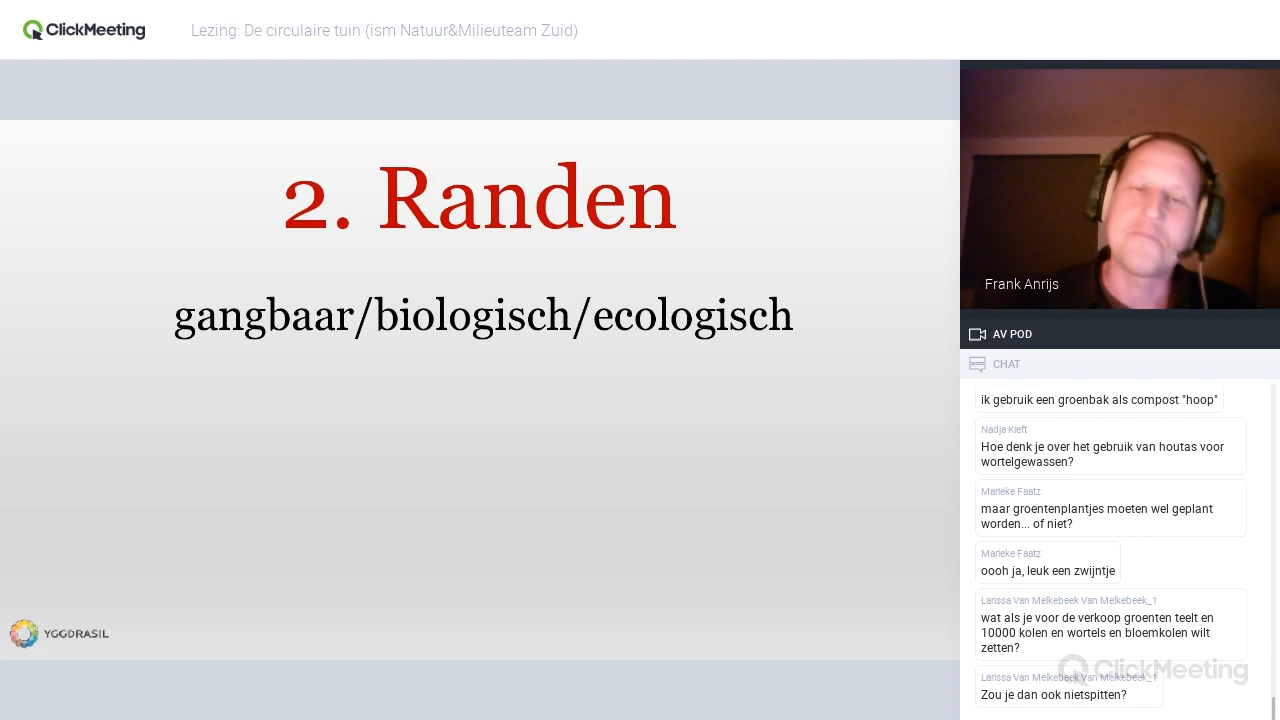 ClickMeeting
Lezing: De circulaire tuin (ism Natuur&Milieuteam Zuid)
2. Randen
gangbaar/biologisch/ecologisch
YGGDRASIL
Frank Anrijs
AV POD
CHAT
ik gebruik een groenbak als compost "hoop"
Nadja Kieft
Hoe denk je over het gebruik van houtas voor
wortelgewassen?
Marieke Faatz
maar groentenplantjes moeten wel geplant
worden... of niet?
Marieke Faatz
oooh ja, leuk een zwijntje
Larissa Van Melkebeek Van Melkebeek_1
wat als je voor de verkoop groenten teelt en
10000 kolen en wortels en bloemkolen wilt
zetten?
ClickMeeting
Larissa Van Melkebeek Van Melkebeek_1
Zou je dan ook nietspitten?